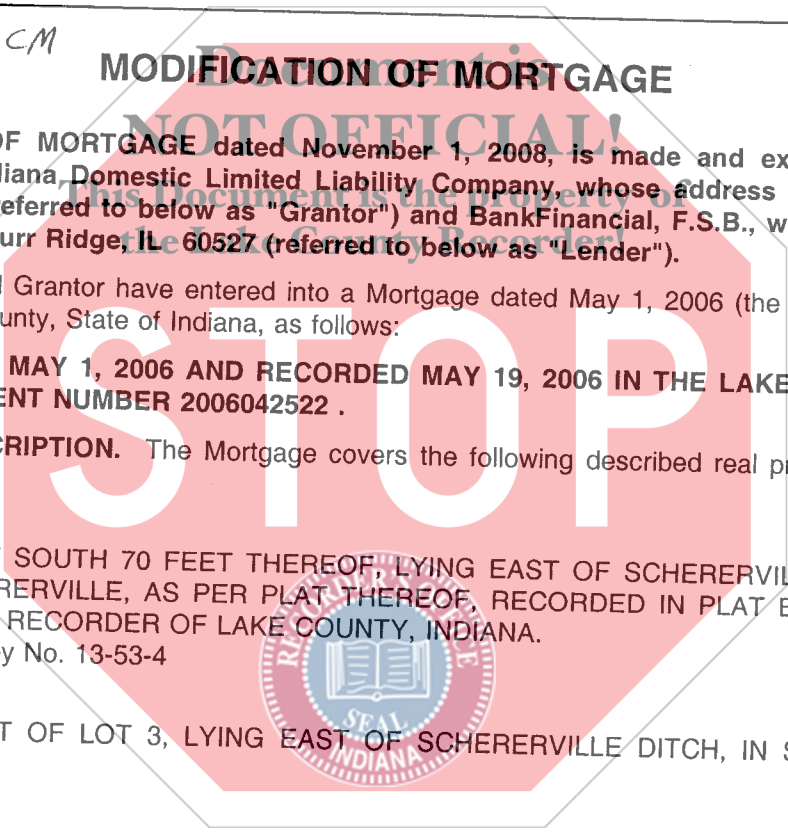 CM
MODIFICATION OF MORTGAGE
Document is
NOT OFFICIAL!
This Document is the property of
the Lake County Recorder!
OF MORTGAGE dated November 1, 2008, is made and ex
diana Domestic Limited Liability Company, whose address
referred to below as "Grantor") and BankFinancial, F.S.B., w
urr Ridge, IL 60527 (referred to below as "Lender").
d Grantor have entered into a Mortgage dated May 1, 2006 (the
unty, State of Indiana, as follows:
MAY 1, 2006 AND RECORDED MAY 19, 2006 IN THE LAKE
ENT NUMBER 2006042522 .
CRIPTION. The Mortgage covers the following described real pr
STOP
SOUTH 70 FEET THEREOF, LYING EAST OF SCHERERVIL
RERVILLE, AS PER PLAT THEREOF, RECORDED IN PLAT B
RECORDER OF LAKE COUNTY, INDIANA.
y No. 13-53-4
RECORDER'S OFFICE
SEAL
INDIANA
T OF LOT 3, LYING EAST OF SCHERERVILLE DITCH, IN S